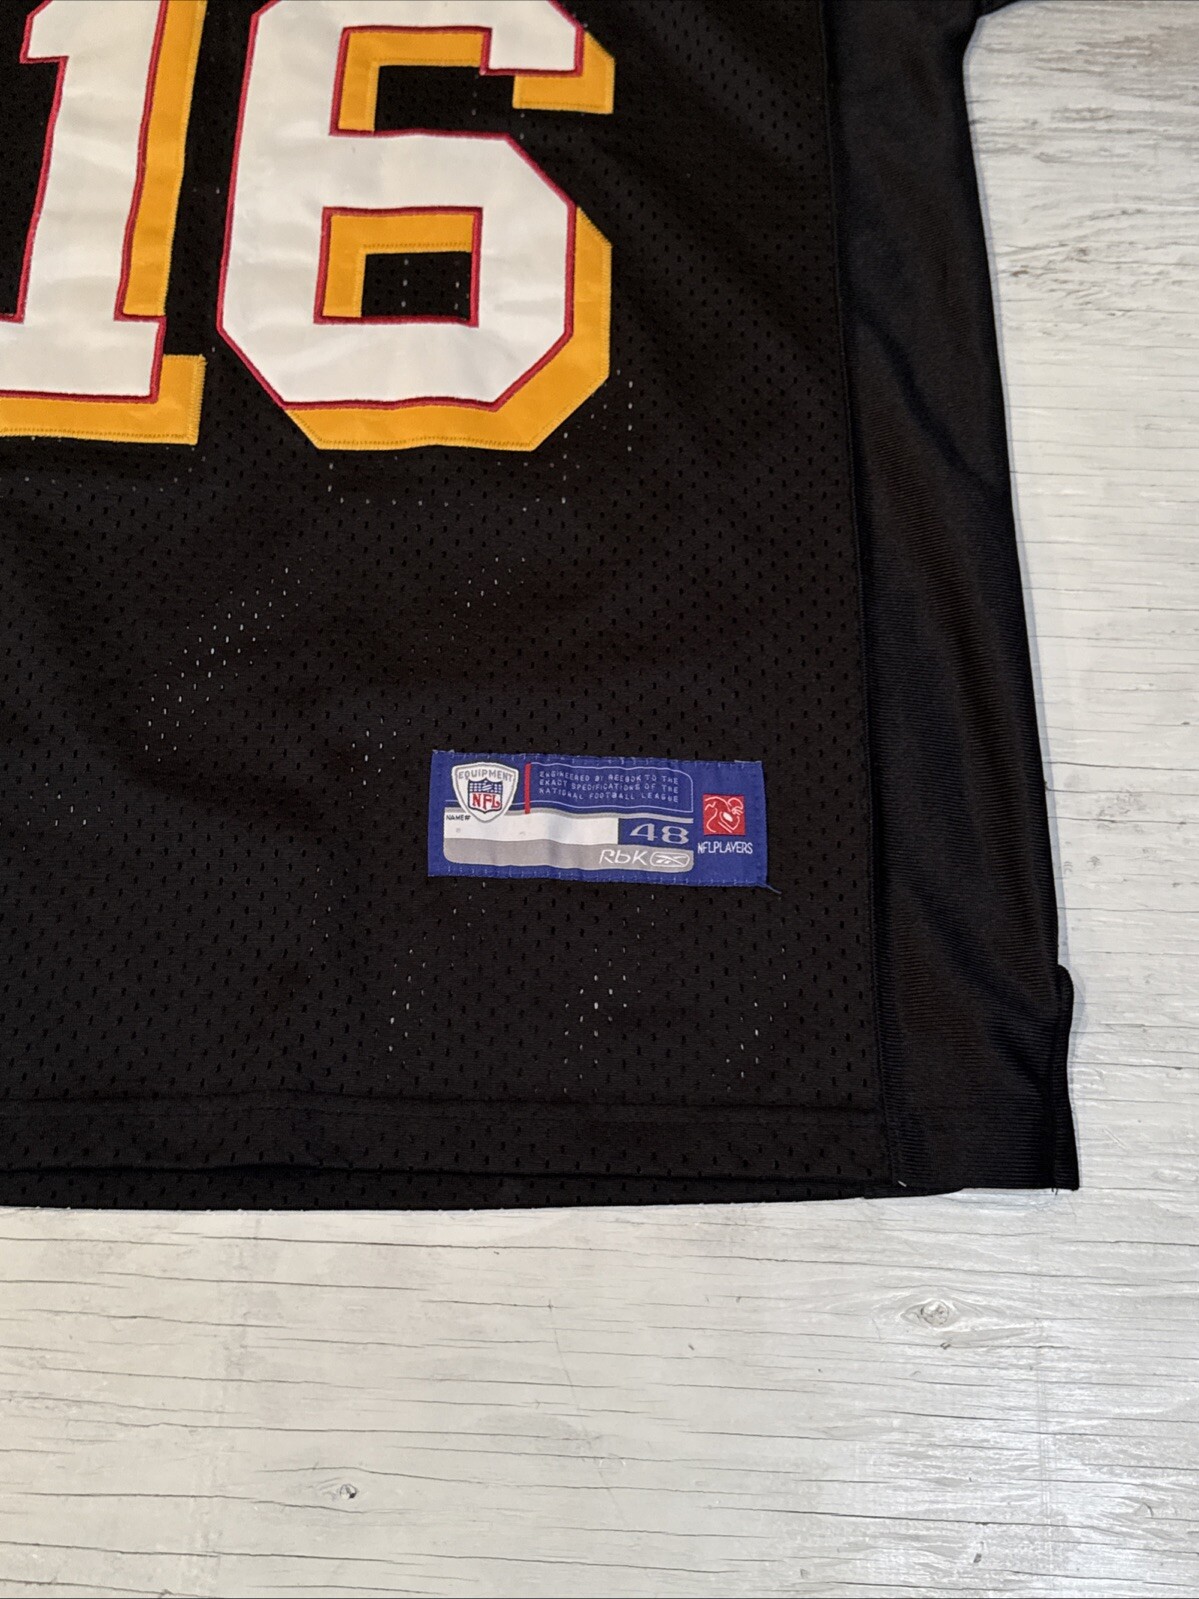 16
EQUIPMENT
NFL
ENGINEERED BY REEBOK TO THE
EXACT SPECIFICATIONS OF THE
NATIONAL FOOTBALL LEAGUE
NAME#
48
RbK
NFLPLAYERS